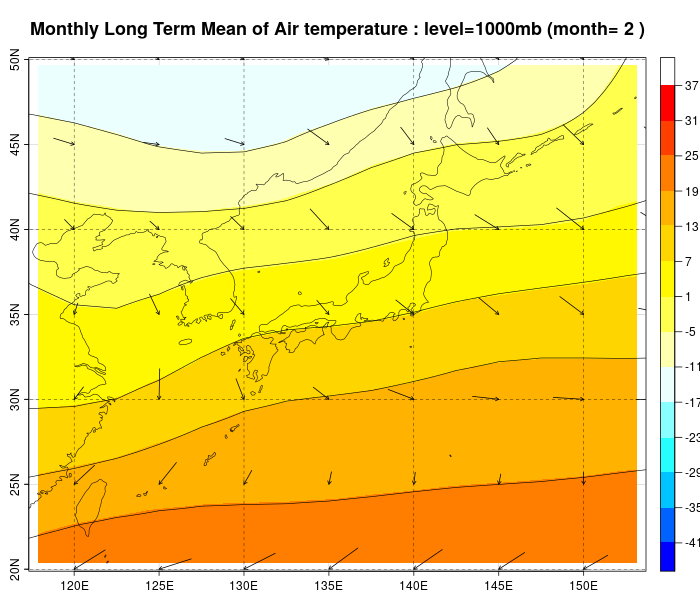 Monthly Long Term Mean of Air temperature : level=1000mb (month= 2 )
50N
45N
40N
35N
30N
25N
20N
120E 125E 130E 135E 140E 145E 150E
37
31
25
19
13
7
1
-5
-11
-17
-23
-29
-35
-41